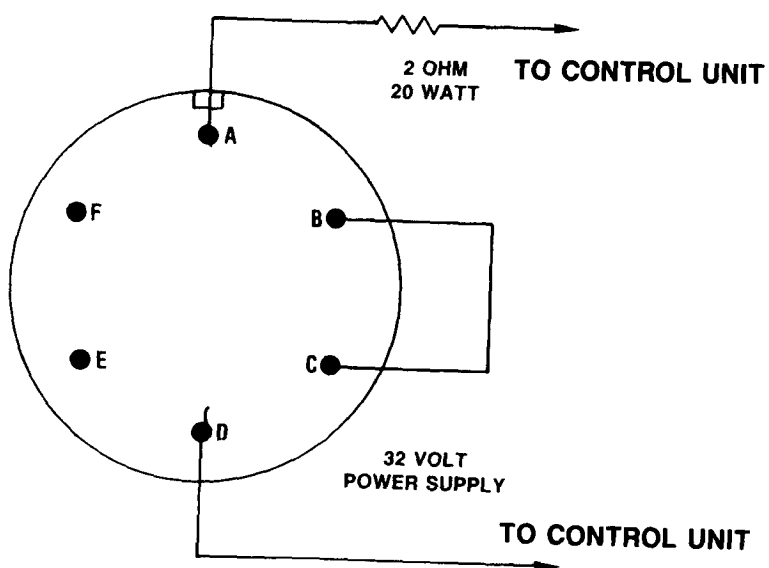 2 OHM
20 WATT
TO CONTROL UNIT
A
F
B
E
C
D
32 VOLT
POWER SUPPLY
TO CONTROL UNIT